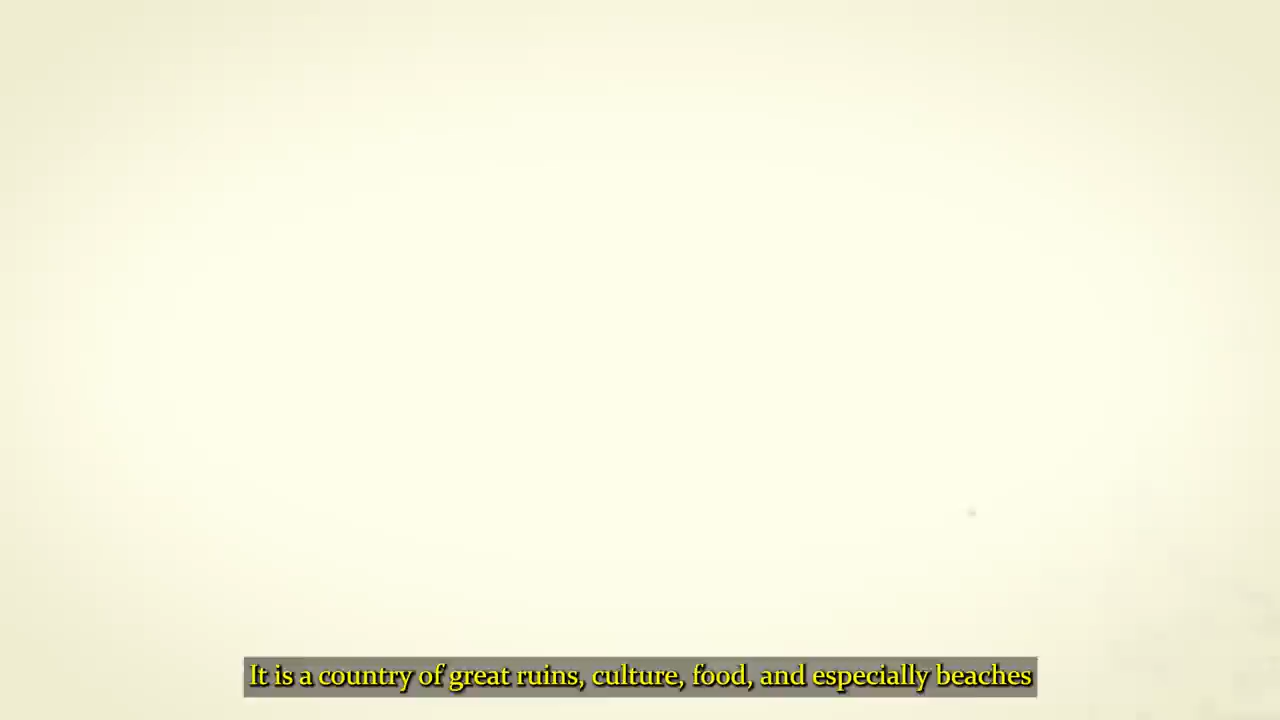 It is a country of great ruins, culture, food, and especially beaches